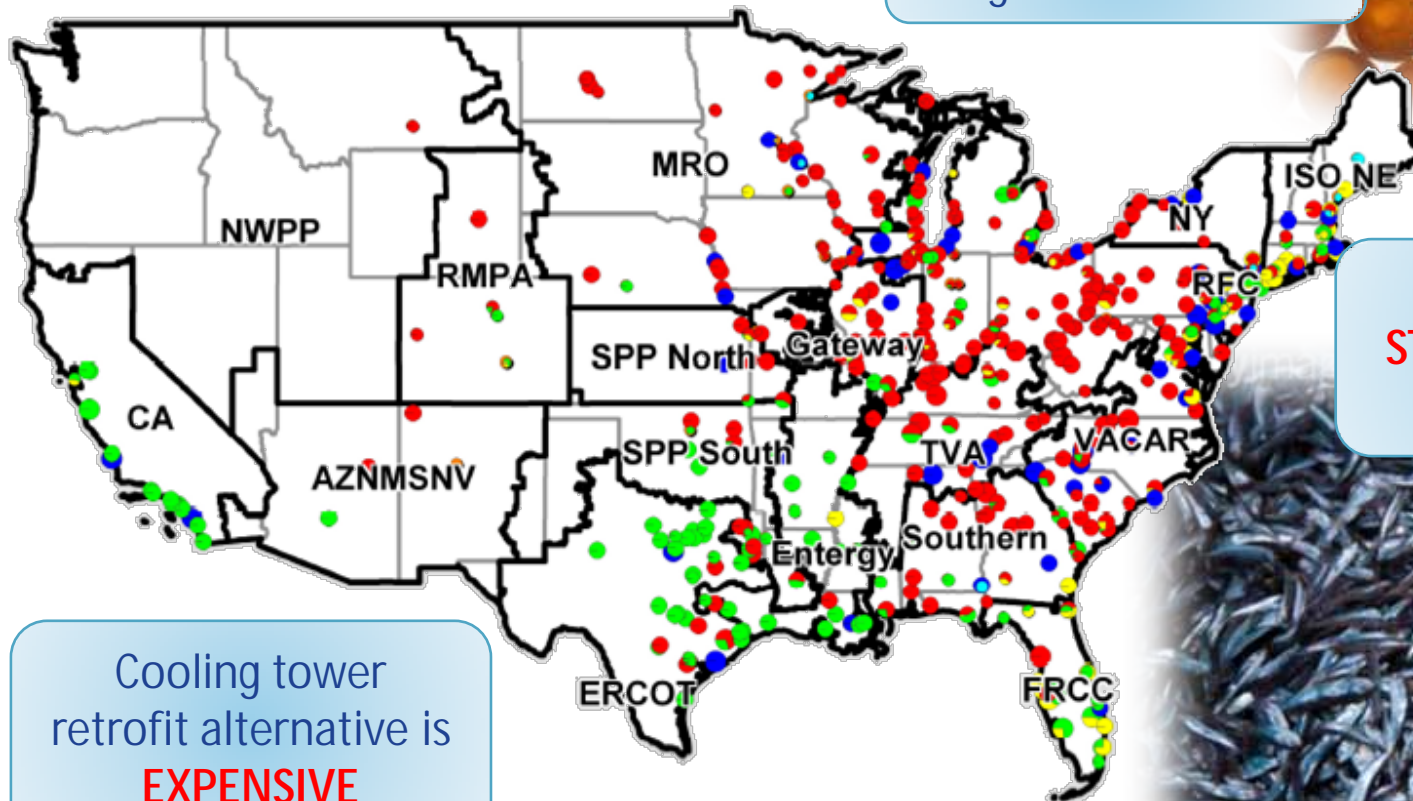 MRO
ISO NE
NY
NWPP
RMPA
RFC
SPP North
Gateway
CA
SPP South
TVA
VACAR
AZNMSNV
Entergy
Southern
ERCOT
FRCC
Cooling tower
retrofit alternative is
EXPENSIVE